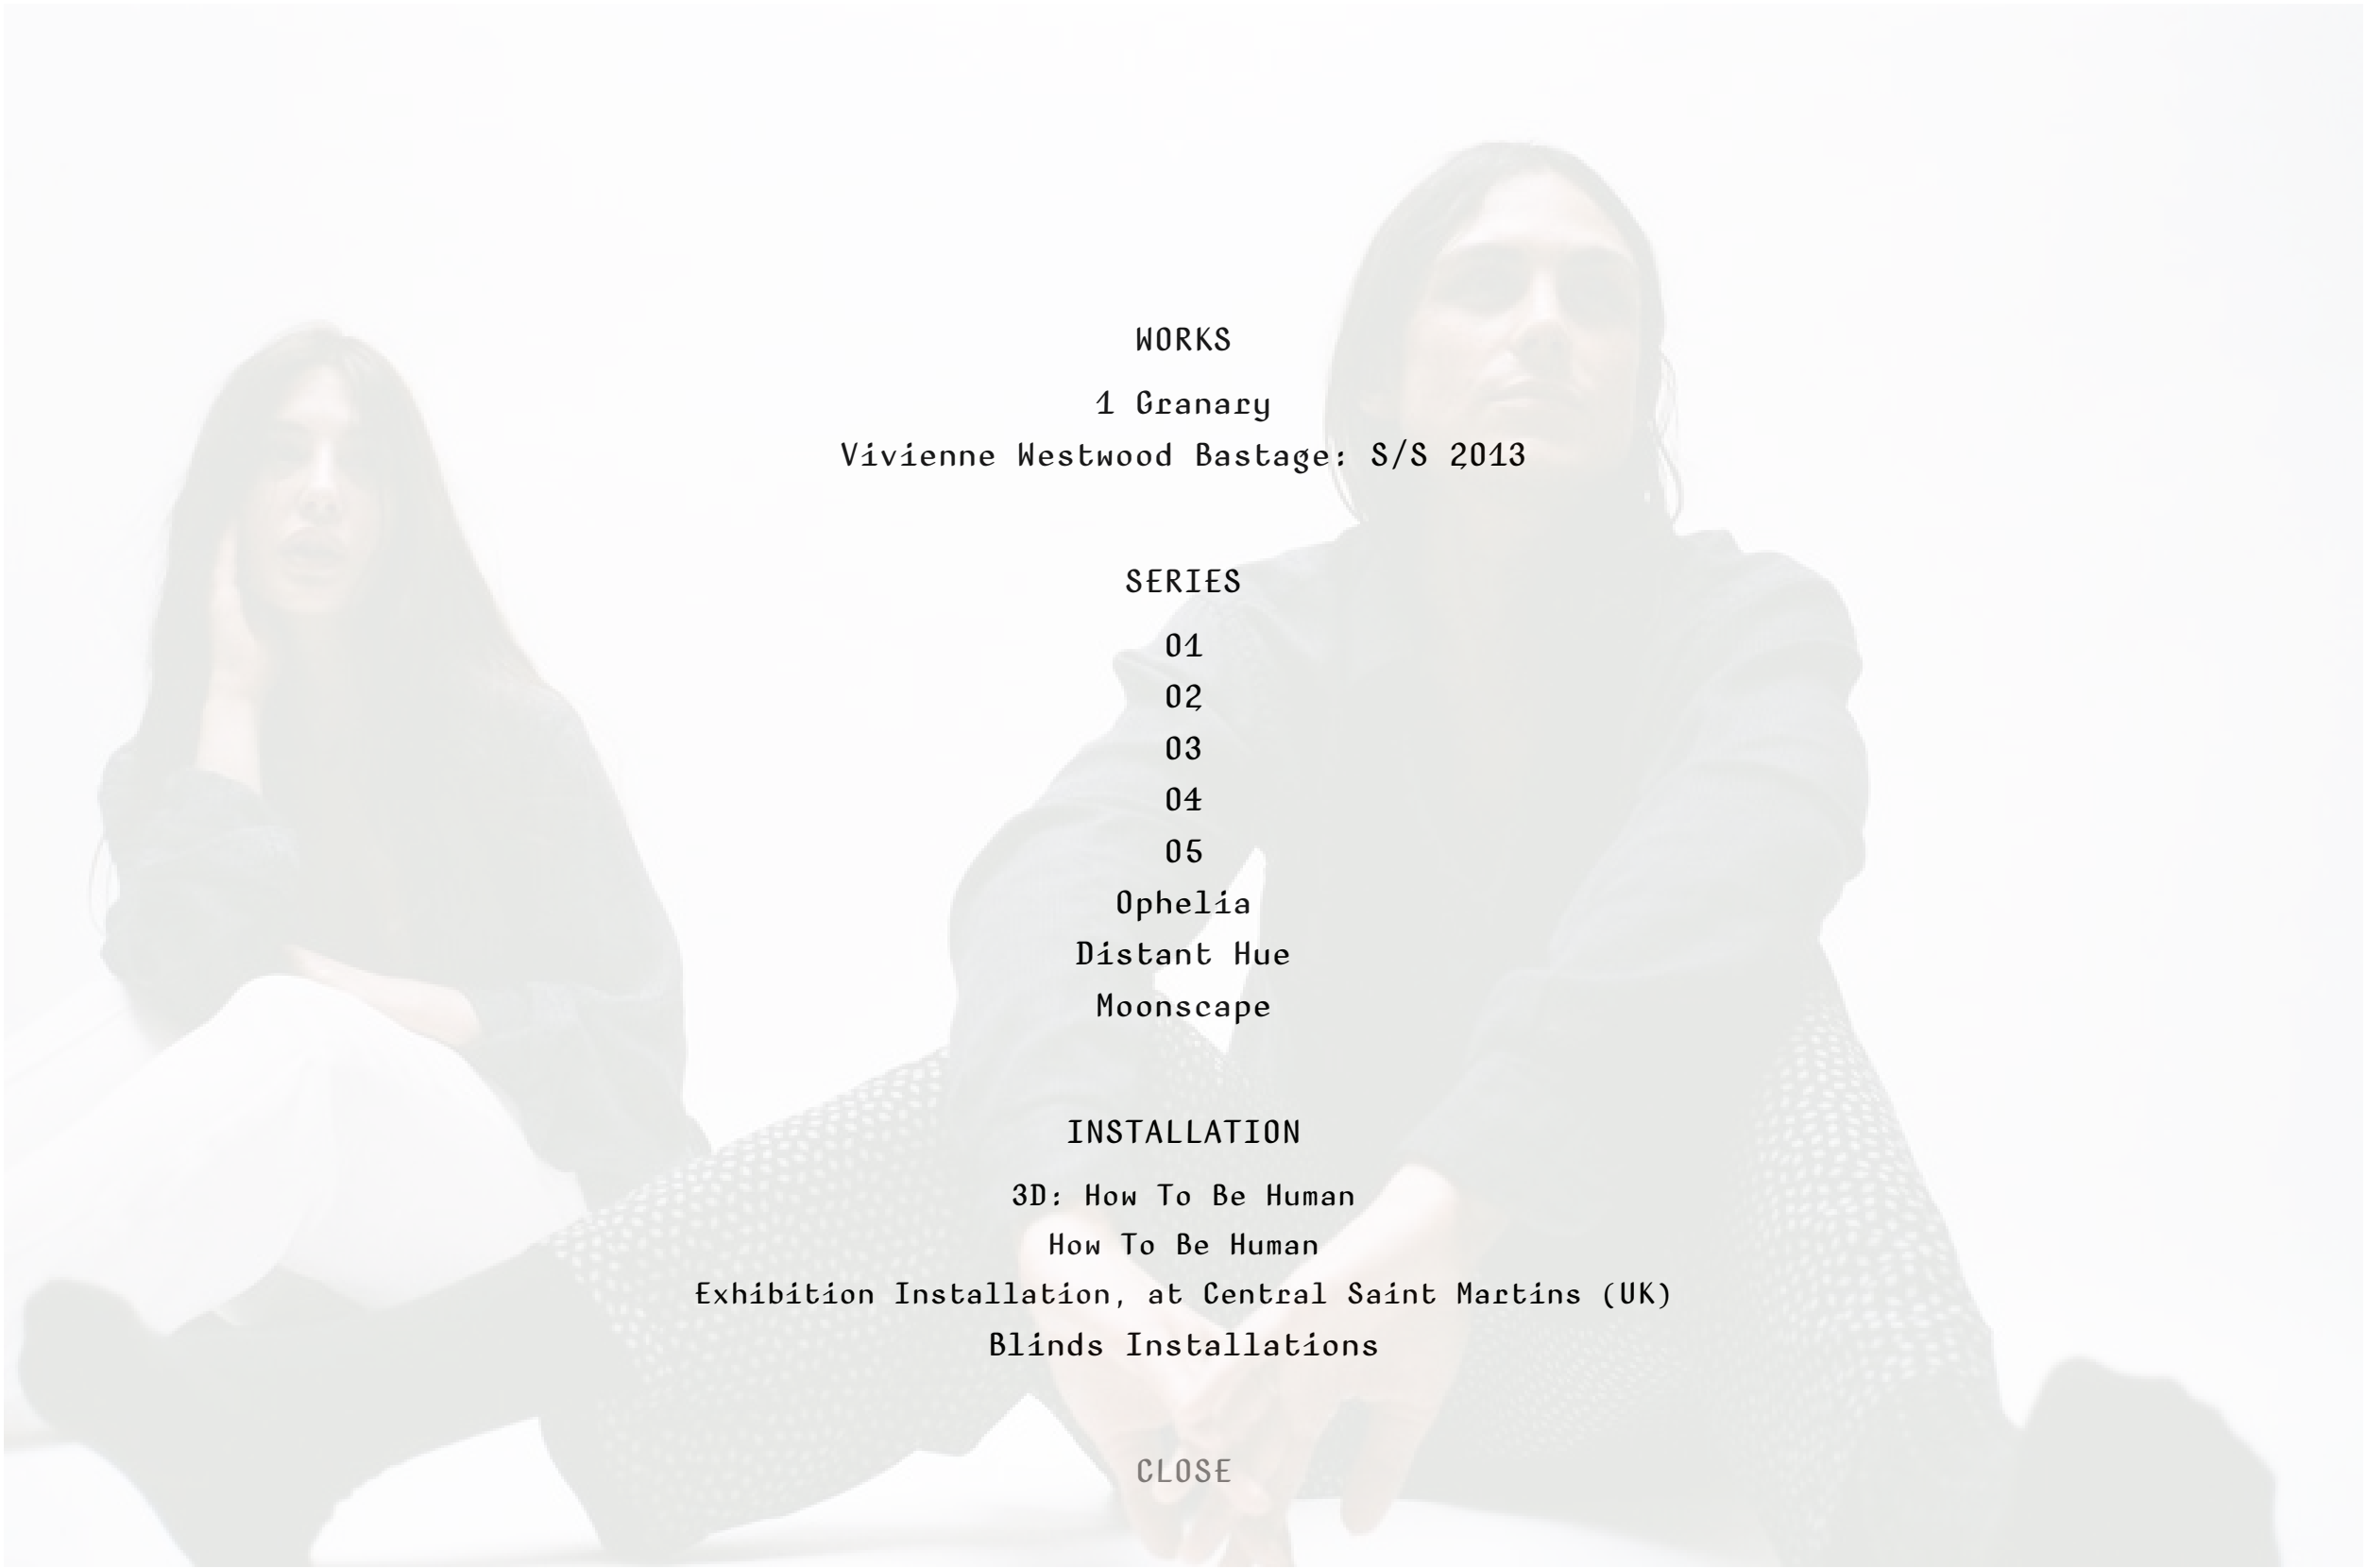 WORKS
1 Granary
Vivienne Westwood Bastage: S/S 2013
SERIES
01
02
03
04
05
Ophelia
Distant Hue
Moonscape
INSTALLATION
3D: How To Be Human
How To Be Human
Exhibition Installation, at Central Saint Martins (UK)
Blinds Installations
CLOSE